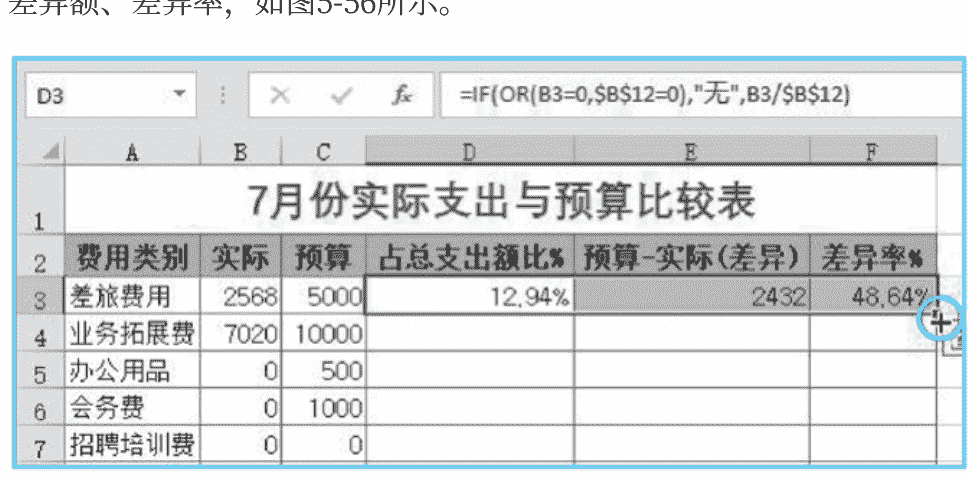 差异额、差异率，如图5-56所示。
D3 fx =IF(OR(B3=0,$B$12=0),"无",B3/$B$12)
A B C D E F
1 7月份实际支出与预算比较表
2 费用类别 实际 预算 占总支出额比% 预算-实际(差异) 差异率%
3 差旅费用 2568 5000 12.94% 2432 48.64%
4 业务拓展费 7020 10000
5 办公用品 0 500
6 会务费 0 1000
7 招聘培训费 0 0